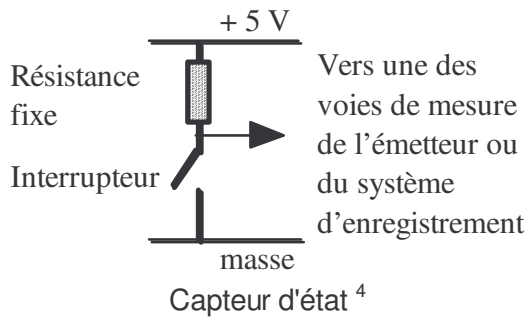 + 5 V
Résistance
fixe
Interrupteur
Vers une des
voies de mesure
de l'émetteur ou
du système
d'enregistrement
masse
Capteur d'état 4